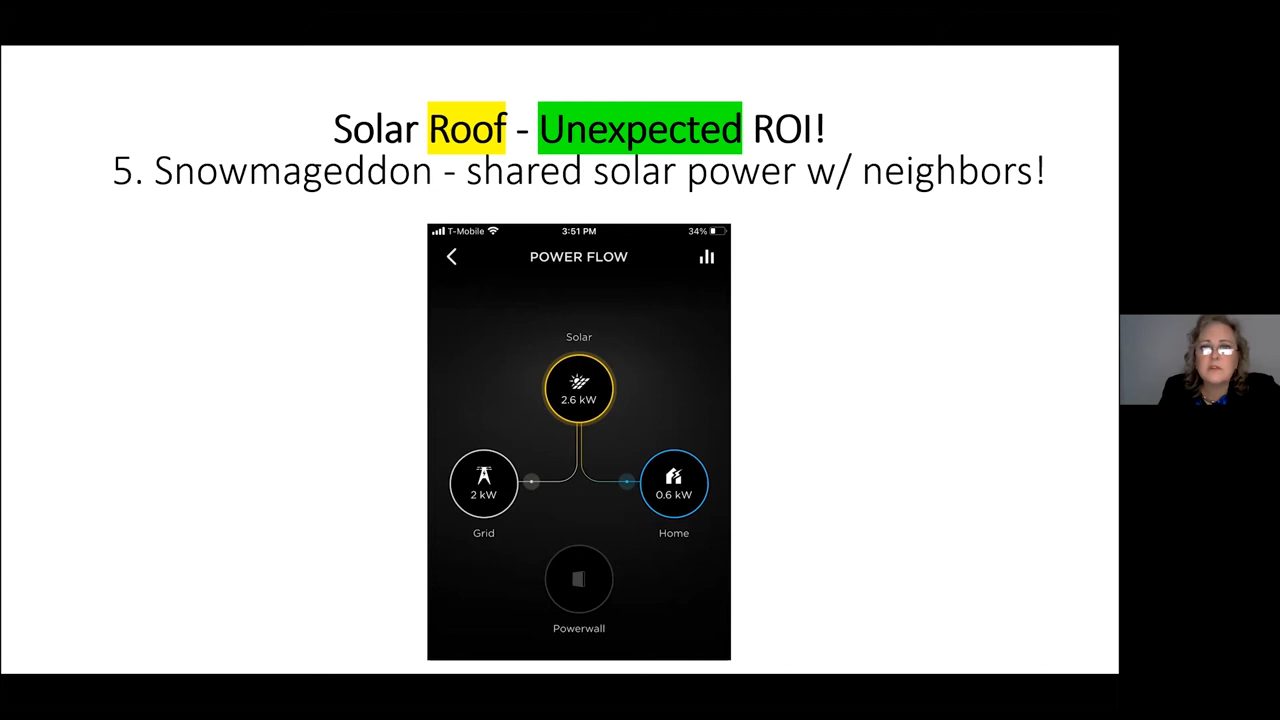 Solar Roof - Unexpected ROI!
5. Snowmageddon - shared solar power w/ neighbors!
T-Mobile 3:51 PM 34%
POWER FLOW
Solar
2.6 kW
2 kW 0.6 kW
Grid Home
Powerwall